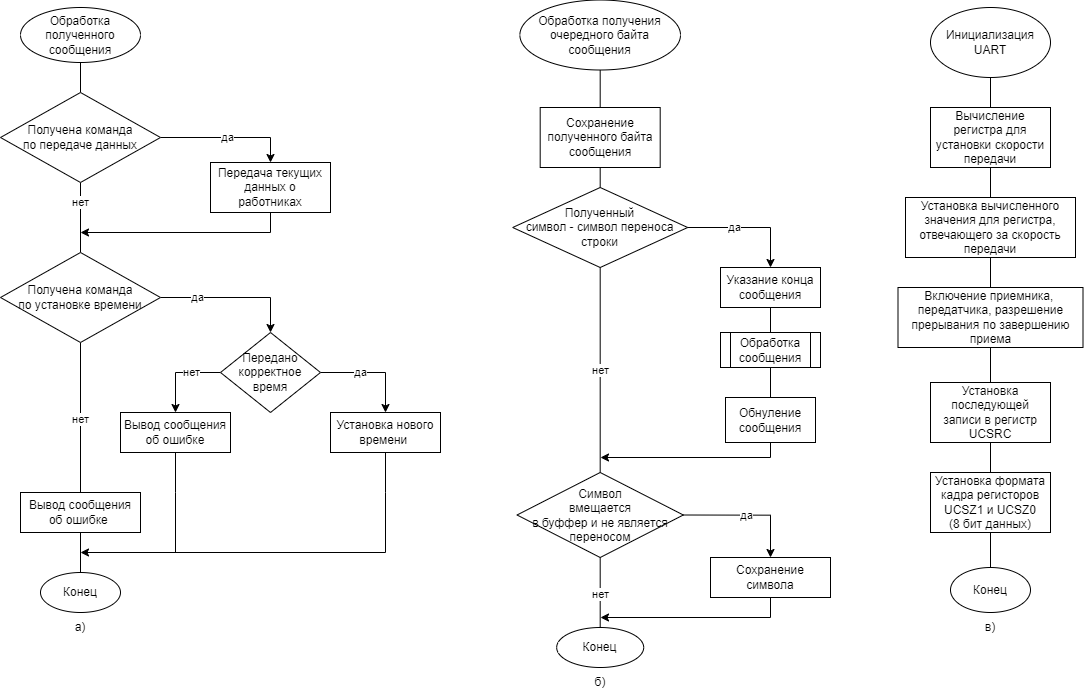 Обработка
полученного
сообщения
Получена команда
по передаче данных
да
Передача текущих
данных о
работниках
нет
Получена команда
по установке времени
да
Передано
корректное
время
нет
да
Вывод сообщения
об ошибке
Установка нового
времени
нет
Вывод сообщения
об ошибке
Конец
а)
Обработка получения
очередного байта
сообщения
Сохранение
полученного байта
сообщения
Полученный
символ - символ переноса
строки
да
Указание конца
сообщения
Обработка
сообщения
нет
Обнуление
сообщения
Символ
вмещается
в буффер и не является
переносом
да
Сохранение
символа
нет
Конец
б)
Инициализация
UART
Вычисление
регистра для
установки скорости
передачи
Установка вычисленного
значения для регистра,
отвечающего за скорость
передачи
Включение приемника,
передатчика, разрешение
прерывания по завершению
приема
Установка
последующей
записи в регистр
UCSRC
Установка формата
кадра регисторов
UCSZ1 и UCSZ0
(8 бит данных)
Конец
в)